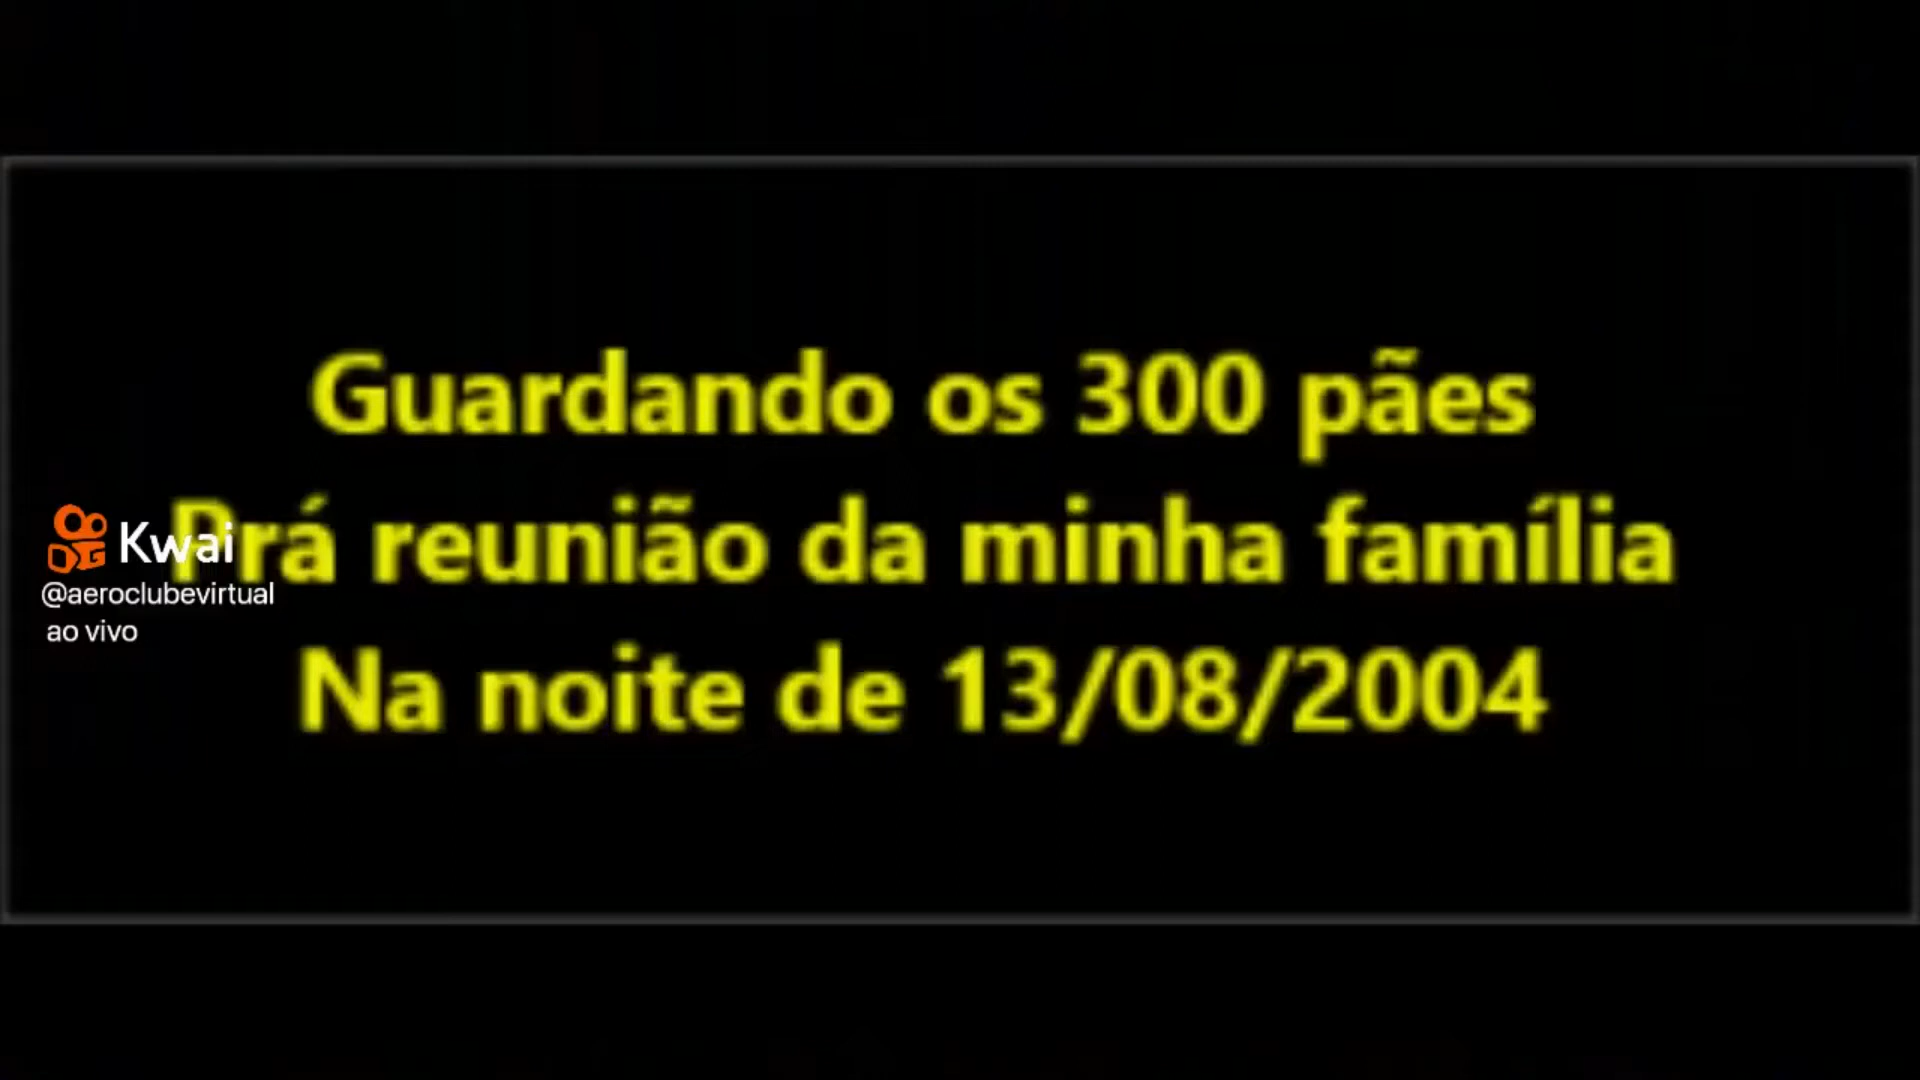 Guardando os 300 pães
Prá reunião da minha família
Na noite de 13/08/2004
Kwai
@aeroclubevirtual
ao vivo